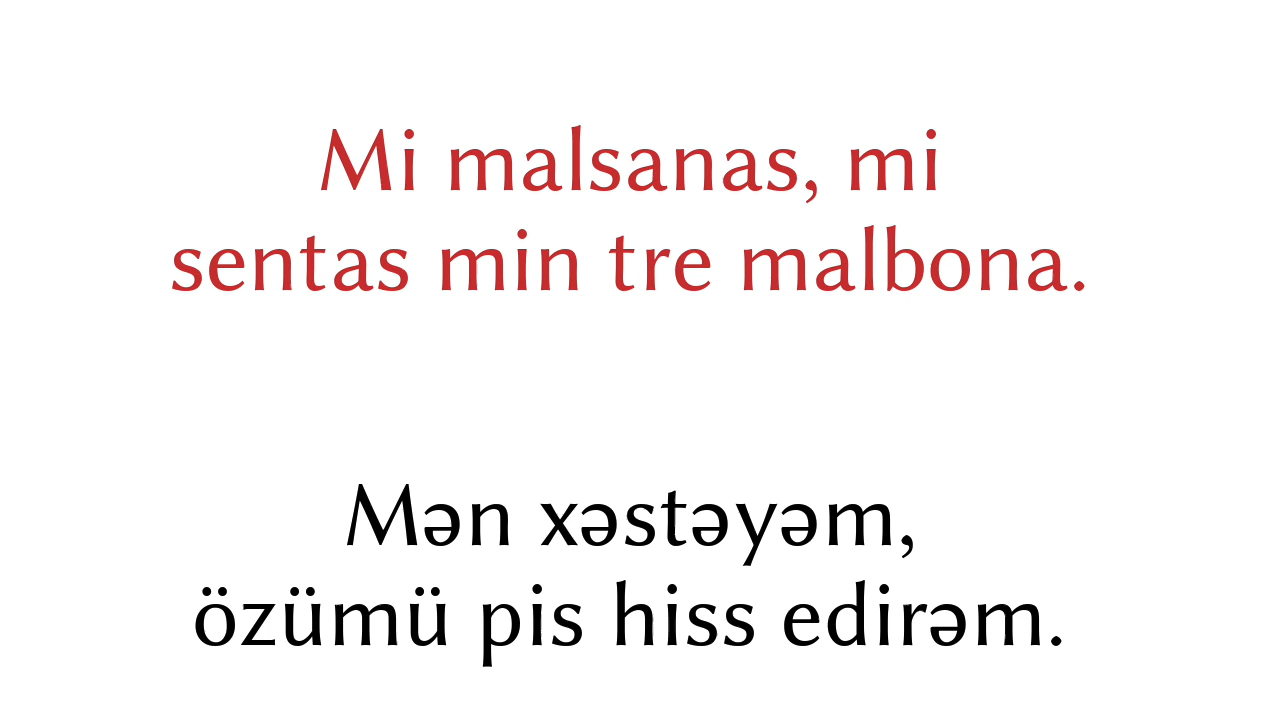 Mi malsanas, mi
sentas min tre malbona.
Mən xəstəyəm,
özümü pis hiss edirəm.